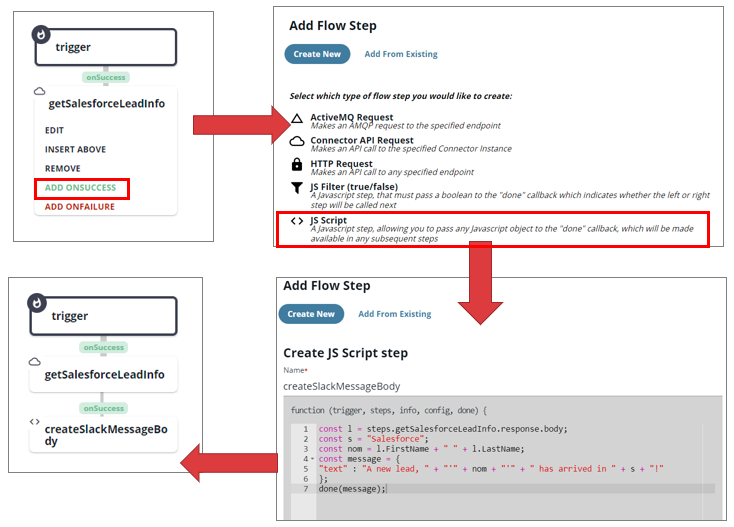 trigger
onSuccess
getSalesforceLeadInfo
EDIT
INSERT ABOVE
REMOVE
ADD ONSUCCESS
ADD ONFAILURE
Add Flow Step
Create New
Add From Existing
Select which type of flow step you would like to create:
ActiveMQ Request
Makes an AMQP request to the specified endpoint
Connector API Request
Makes an API call to the specified Connector Instance
HTTP Request
Makes an API call to any specified endpoint
JS Filter (true/false)
A Javascript step, that must pass a boolean to the "done" callback which indicates whether the left or right
step will be called next
JS Script
A Javascript step, allowing you to pass any Javascript object to the "done" callback, which will be made
available in any subsequent steps
Add Flow Step
Create New
Add From Existing
Create JS Script step
Name*
createSlackMessageBody
function (trigger, steps, info, config, done) {
1 const l = steps.getSalesforceLeadInfo.response.body;
2 const s = "Salesforce";
3 const nom = l.FirstName + " " + l.LastName;
4 const message = {
5 "text" : "A new lead, " + "'" + nom + "'" + " has arrived in " + s + "!"
6 };
7 done(message);
trigger
onSuccess
getSalesforceLeadInfo
onSuccess
createSlackMessageBo
dy